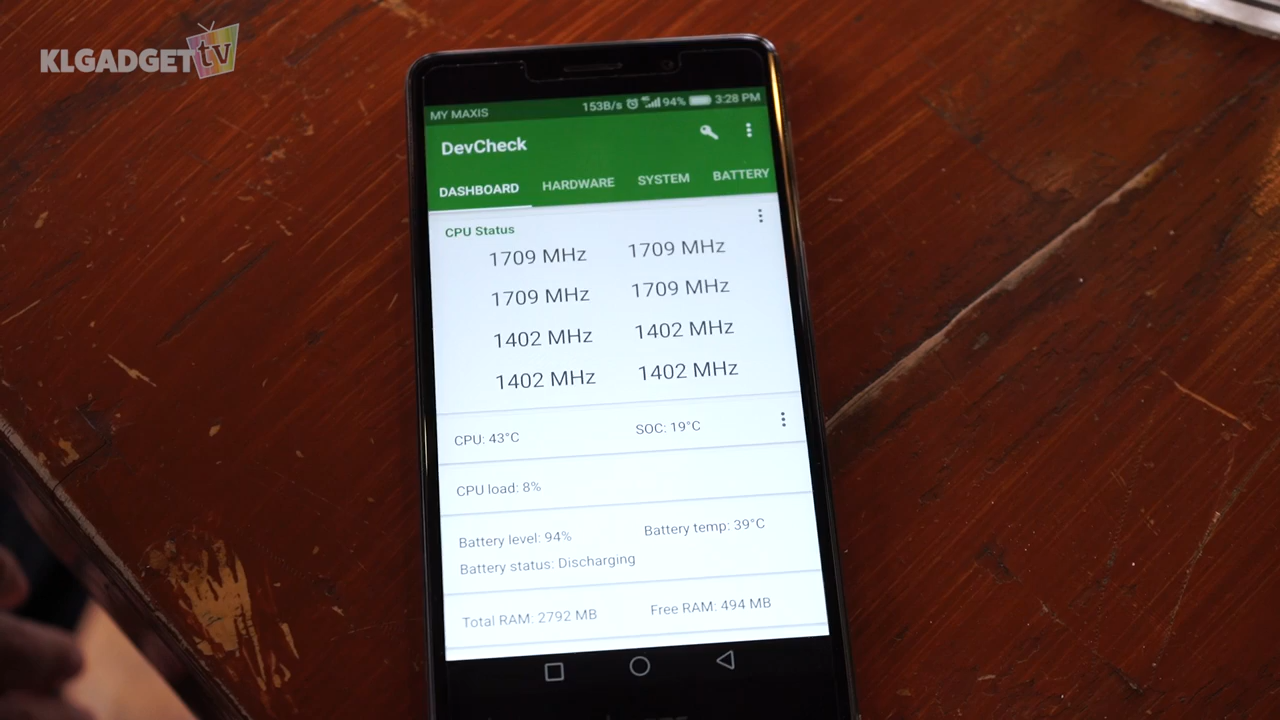 KLGADGET tv
MY MAXIS 153B/s 94% 3:28 PM
DevCheck
DASHBOARD HARDWARE SYSTEM BATTERY
CPU Status
1709 MHz 1709 MHz
1709 MHz 1709 MHz
1402 MHz 1402 MHz
1402 MHz 1402 MHz
CPU: 43°C SOC: 19°C
CPU load: 8%
Battery level: 94% Battery temp: 39°C
Battery status: Discharging
Total RAM: 2792 MB Free RAM: 494 MB